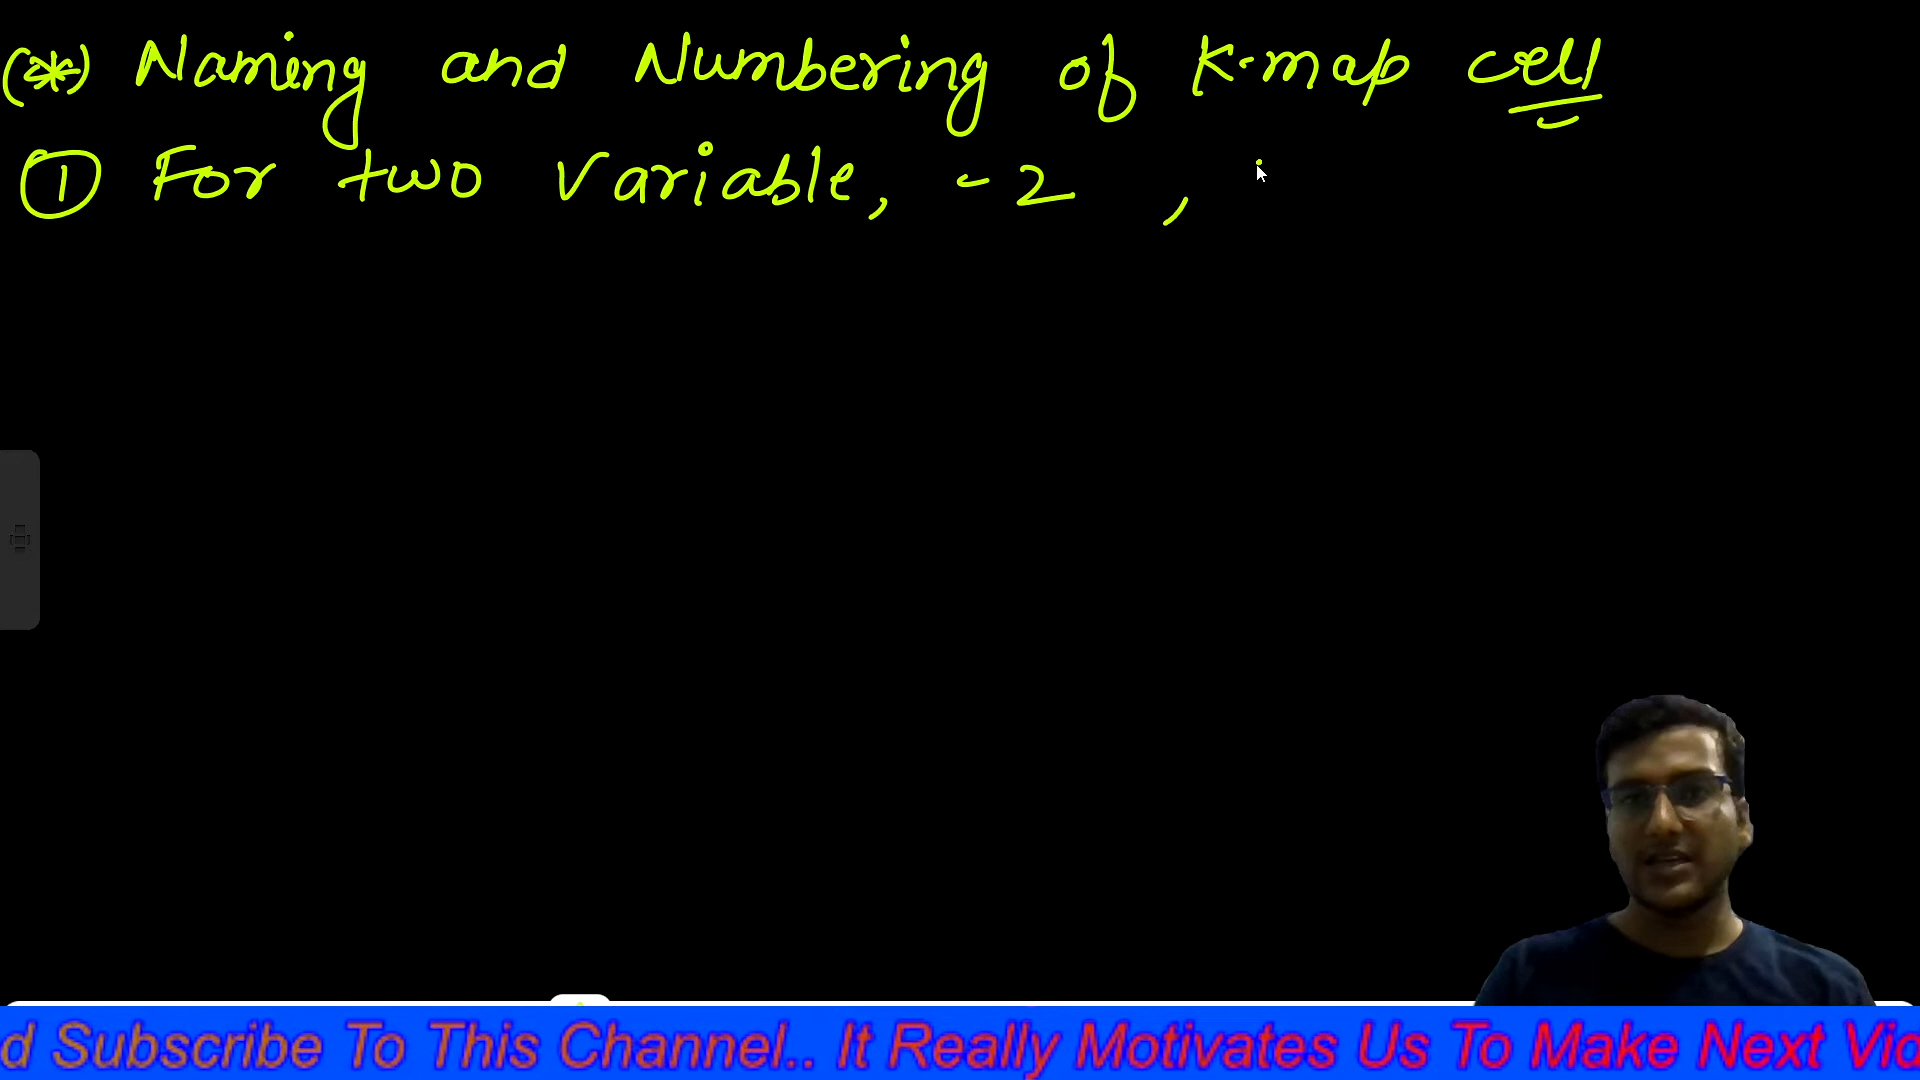 (*) Naming and Numbering of K-map cell
① For two variable, - 2 ,
d Subscribe To This Channel.. It Really Motivates Us To Make Next Vid